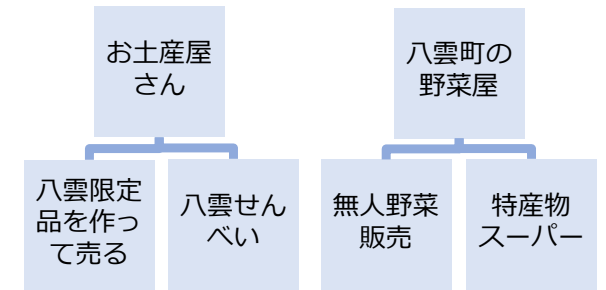 お土産屋
さん
八雲限定
品を作っ
て売る
八雲せん
べい
八雲町の
野菜屋
無人野菜
販売
特産物
スーパー